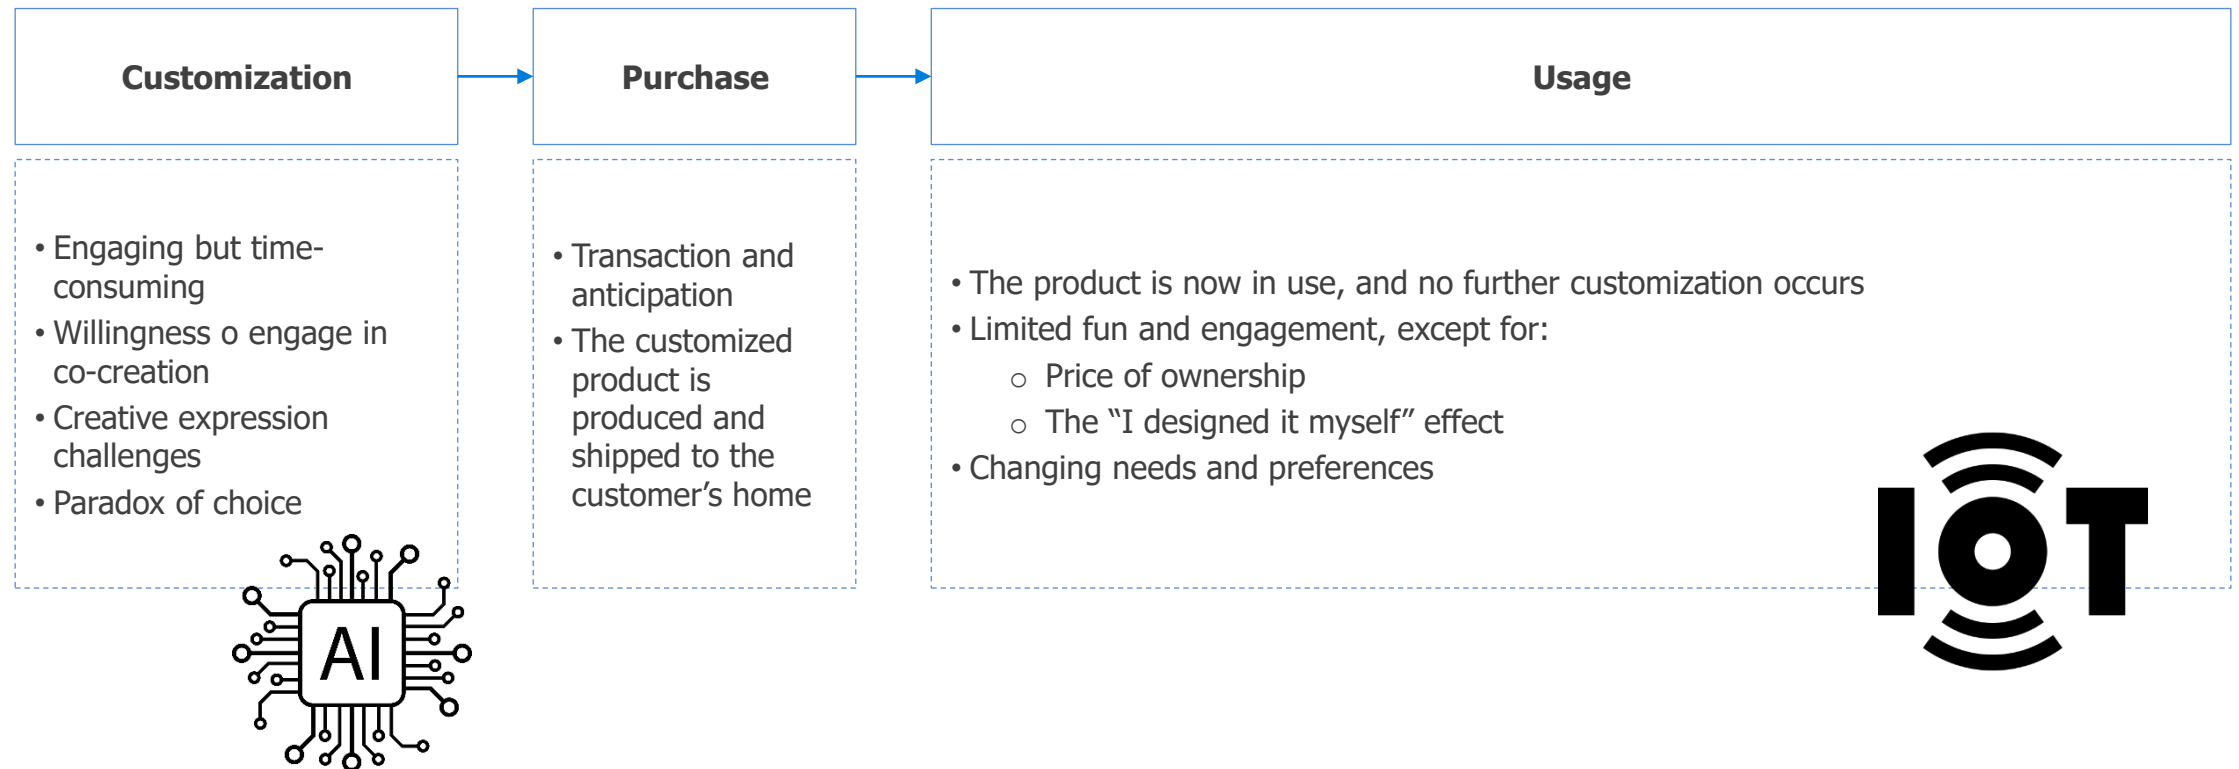 Customization
Purchase
Usage
• Engaging but time-
consuming
• Willingness o engage in
co-creation
• Creative expression
challenges
• Paradox of choice
• Transaction and
anticipation
• The customized
product is
produced and
shipped to the
customer’s home
• The product is now in use, and no further customization occurs
• Limited fun and engagement, except for:
o Price of ownership
o The “I designed it myself” effect
• Changing needs and preferences
AI
IOT